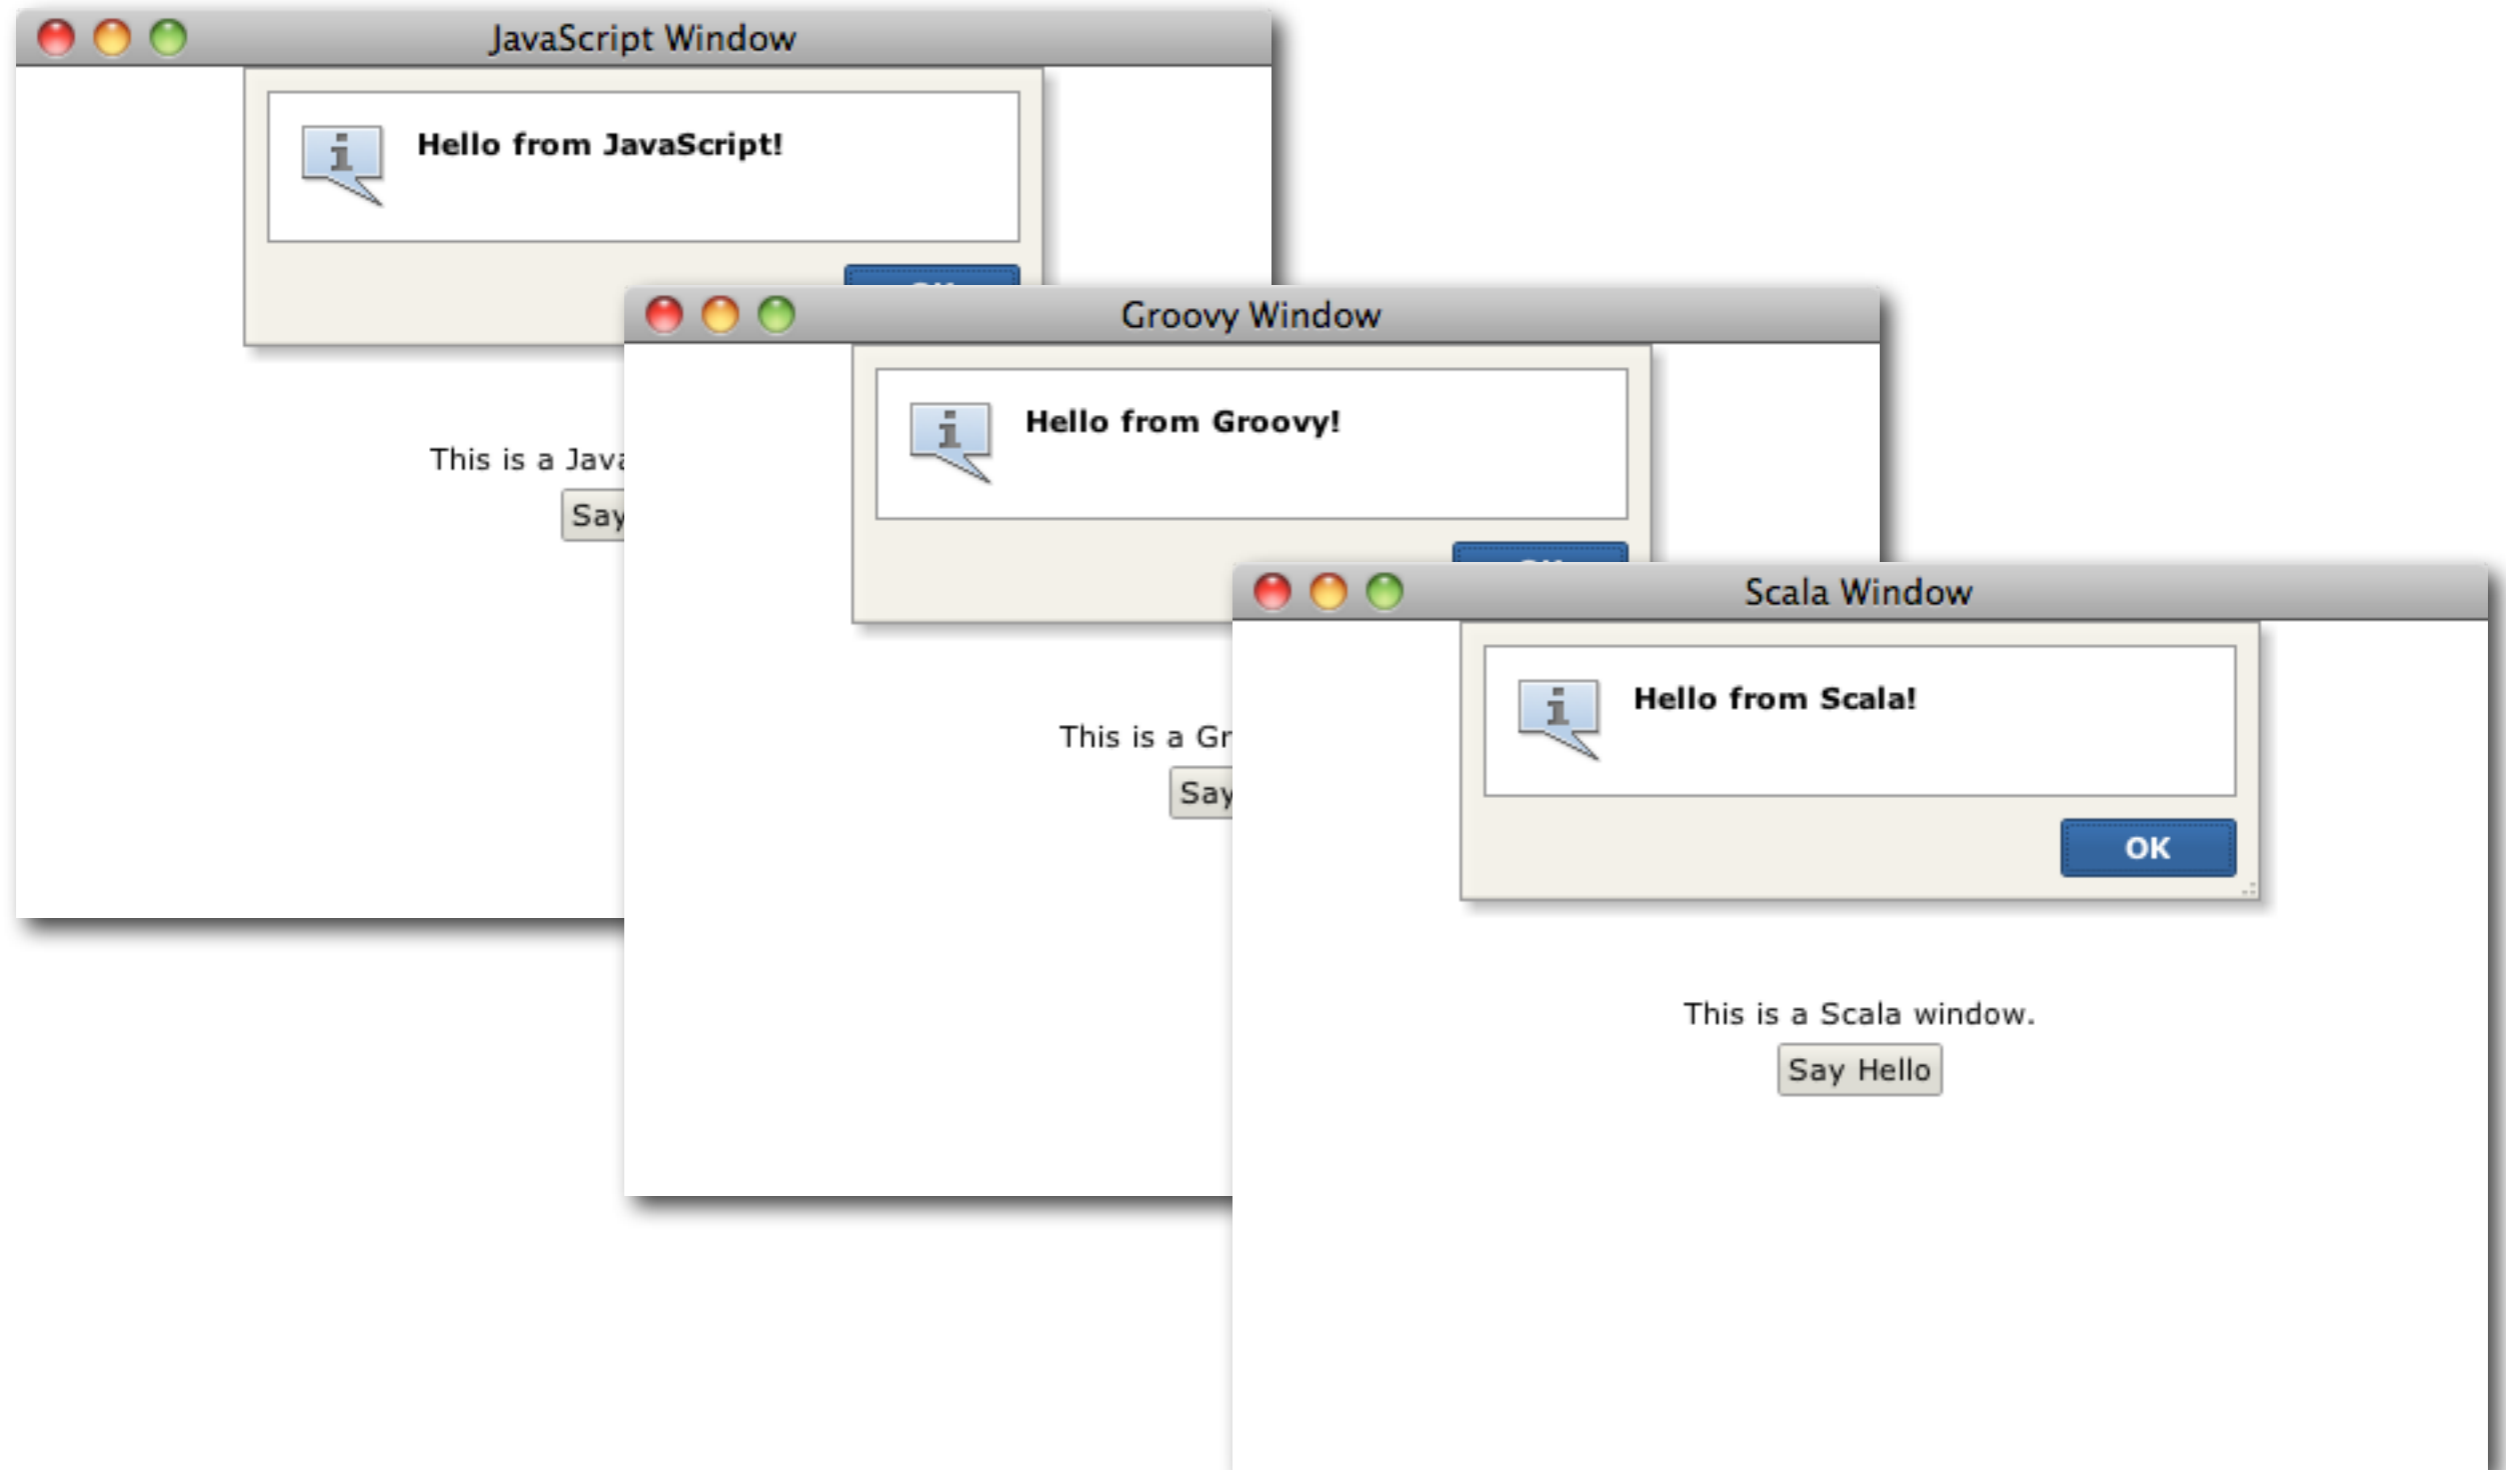 JavaScript Window
Hello from JavaScript!
This is a Java
Say
Groovy Window
Hello from Groovy!
This is a Gr
Say
Scala Window
Hello from Scala!
OK
This is a Scala window.
Say Hello